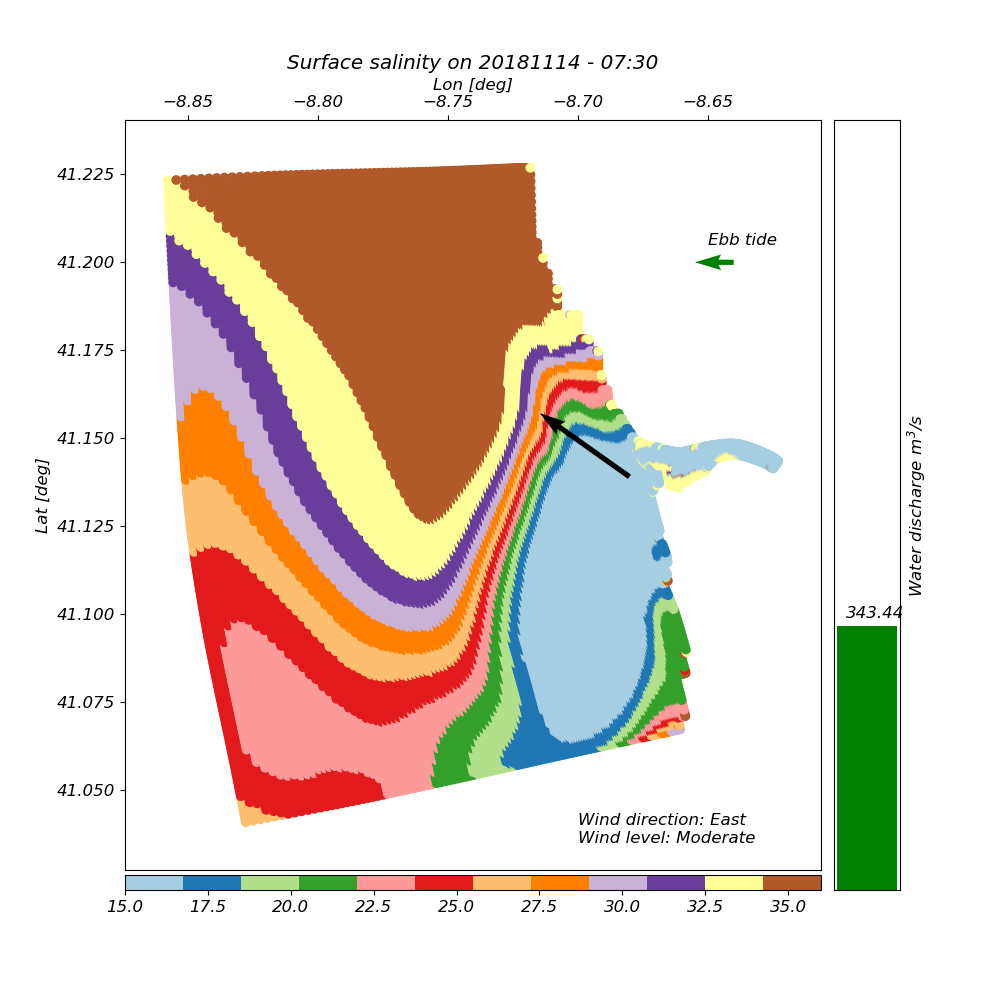 Surface salinity on 20181114 - 07:30
Lon [deg]
−8.85 −8.80 −8.75 −8.70 −8.65
41.225
41.200
41.175
41.150
41.125
41.100
41.075
41.050
Lat [deg]
Ebb tide
Wind direction: East
Wind level: Moderate
343.44
Water discharge m³/s
15.0 17.5 20.0 22.5 25.0 27.5 30.0 32.5 35.0